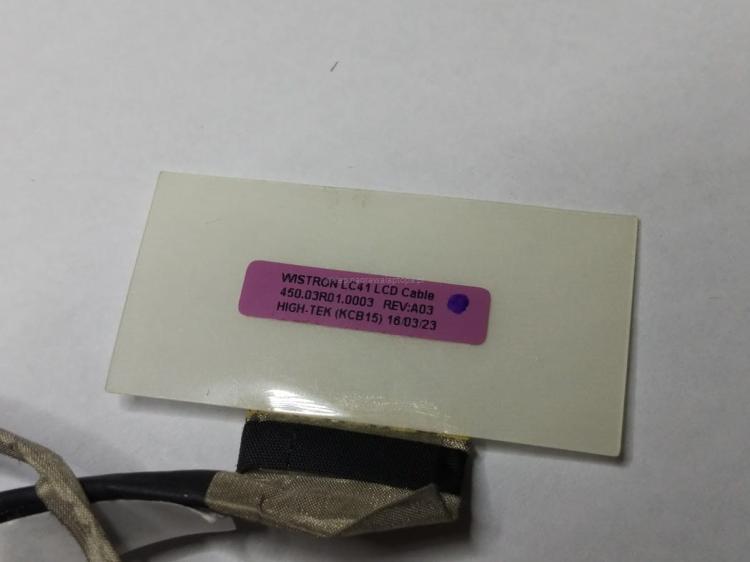 WISTRON LC41 LCD Cable
450.03R01.0003 REV:A03
HIGH-TEK (KCB15) 16/03/23